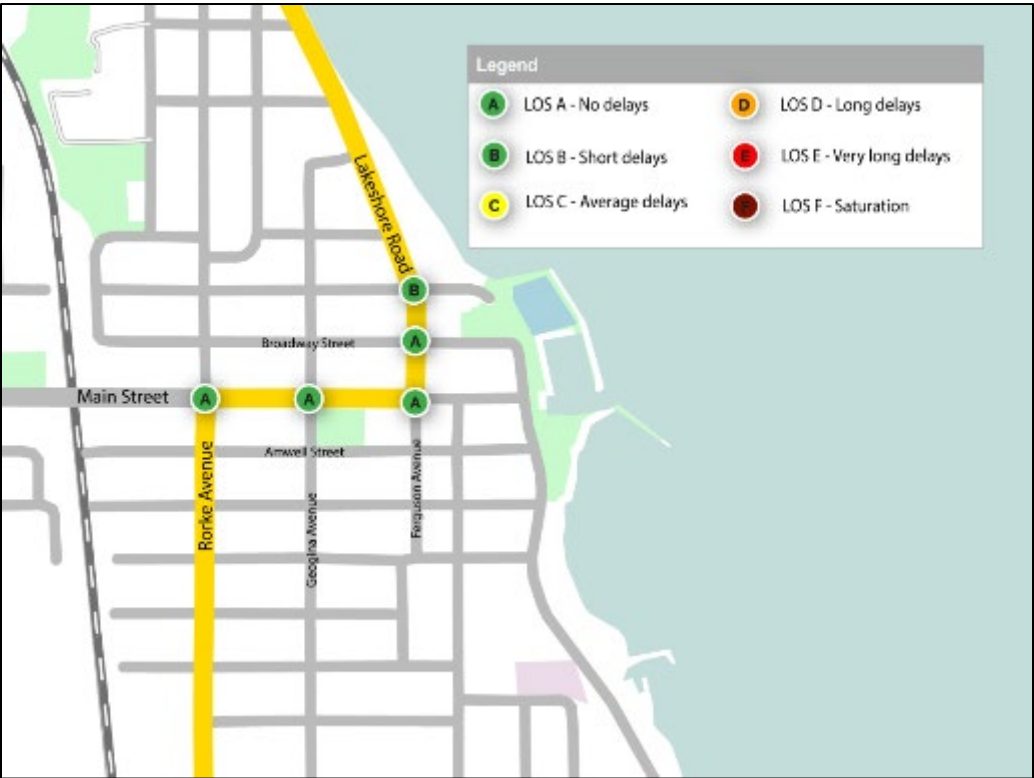 Legend
A LOS A - No delays
D LOS D - Long delays
B LOS B - Short delays
E LOS E - Very long delays
C LOS C - Average delays
F LOS F - Saturation
Lakeshore Road
B
Broadway Street
A
Main Street
A
A
A
Amwell Street
Rorke Avenue
Geogina Avenue
Ferguson Avenue